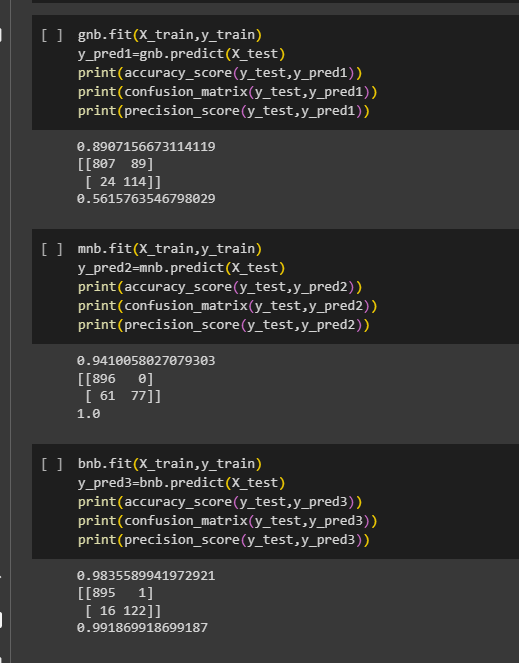 [ ] gnb.fit(X_train,y_train)
y_pred1=gnb.predict(X_test)
print(accuracy_score(y_test,y_pred1))
print(confusion_matrix(y_test,y_pred1))
print(precision_score(y_test,y_pred1))
0.8907156673114119
[[807  89]
 [ 24 114]]
0.5615763546798029
[ ] mnb.fit(X_train,y_train)
y_pred2=mnb.predict(X_test)
print(accuracy_score(y_test,y_pred2))
print(confusion_matrix(y_test,y_pred2))
print(precision_score(y_test,y_pred2))
0.9410058027079303
[[896   0]
 [ 61  77]]
1.0
[ ] bnb.fit(X_train,y_train)
y_pred3=bnb.predict(X_test)
print(accuracy_score(y_test,y_pred3))
print(confusion_matrix(y_test,y_pred3))
print(precision_score(y_test,y_pred3))
0.9835589941972921
[[895   1]
 [ 16 122]]
0.991869918699187